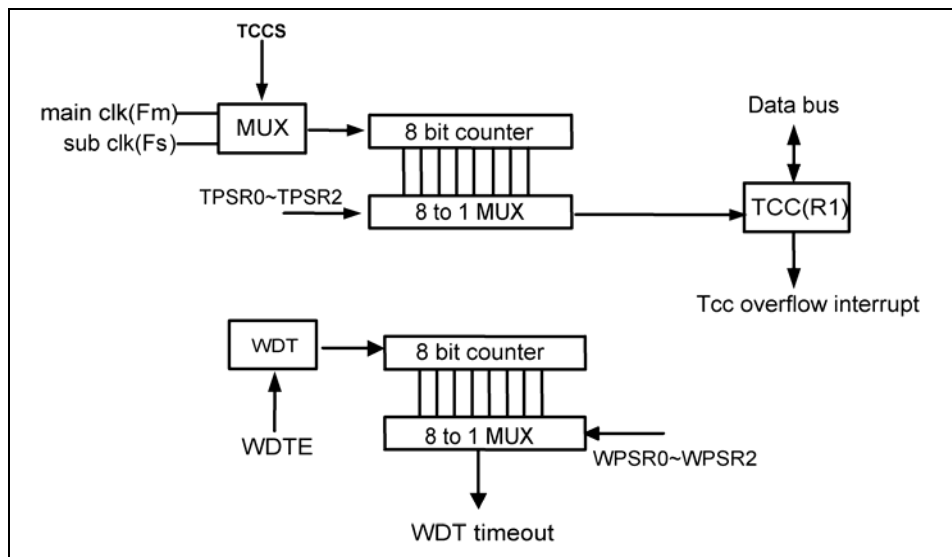 TCCS
main clk(Fm)
sub clk(Fs)
MUX
8 bit counter
TPSR0~TPSR2
8 to 1 MUX
Data bus
TCC(R1)
Tcc overflow interrupt
WDT
8 bit counter
WDTE
8 to 1 MUX
WPSR0~WPSR2
WDT timeout